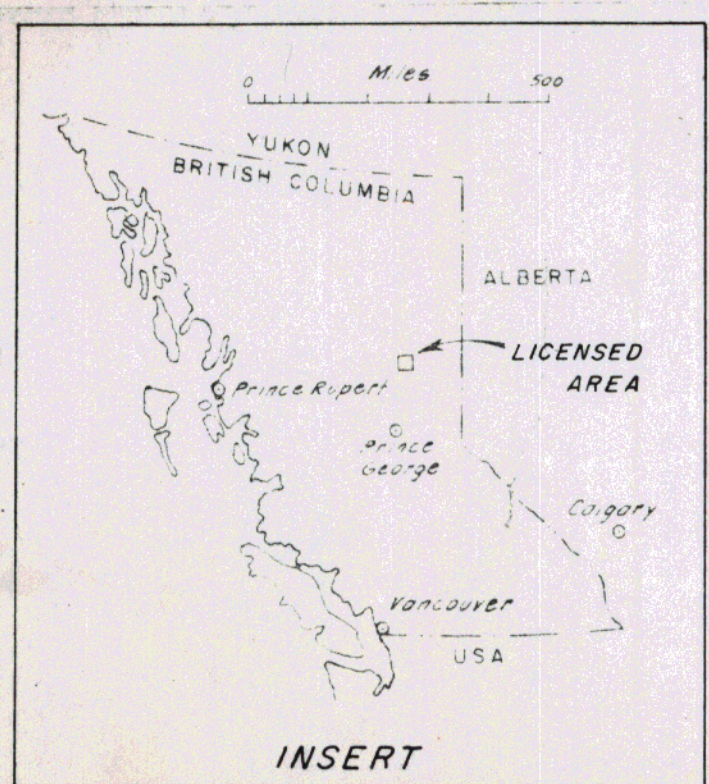 Miles
0 500
YUKON
BRITISH COLUMBIA
ALBERTA
LICENSED
AREA
Prince Rupert
Prince
George
Calgary
Vancouver
USA
INSERT